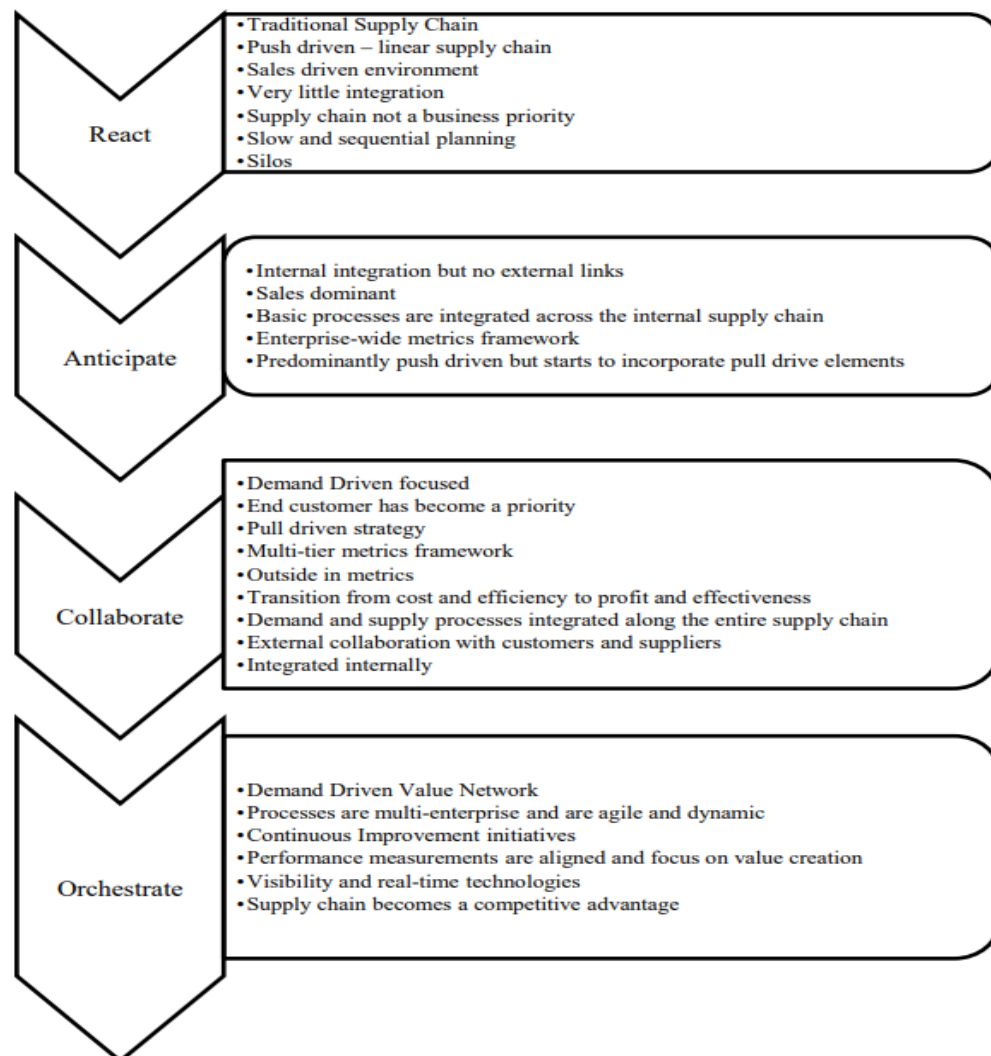 React
•Traditional Supply Chain
•Push driven – linear supply chain
•Sales driven environment
•Very little integration
•Supply chain not a business priority
•Slow and sequential planning
•Silos
Anticipate
•Internal integration but no external links
•Sales dominant
•Basic processes are integrated across the internal supply chain
•Enterprise-wide metrics framework
•Predominantly push driven but starts to incorporate pull drive elements
Collaborate
•Demand Driven focused
•End customer has become a priority
•Pull driven strategy
•Multi-tier metrics framework
•Outside in metrics
•Transition from cost and efficiency to profit and effectiveness
•Demand and supply processes integrated along the entire supply chain
•External collaboration with customers and suppliers
•Integrated internally
Orchestrate
•Demand Driven Value Network
•Processes are multi-enterprise and are agile and dynamic
•Continuous Improvement initiatives
•Performance measurements are aligned and focus on value creation
•Visibility and real-time technologies
•Supply chain becomes a competitive advantage